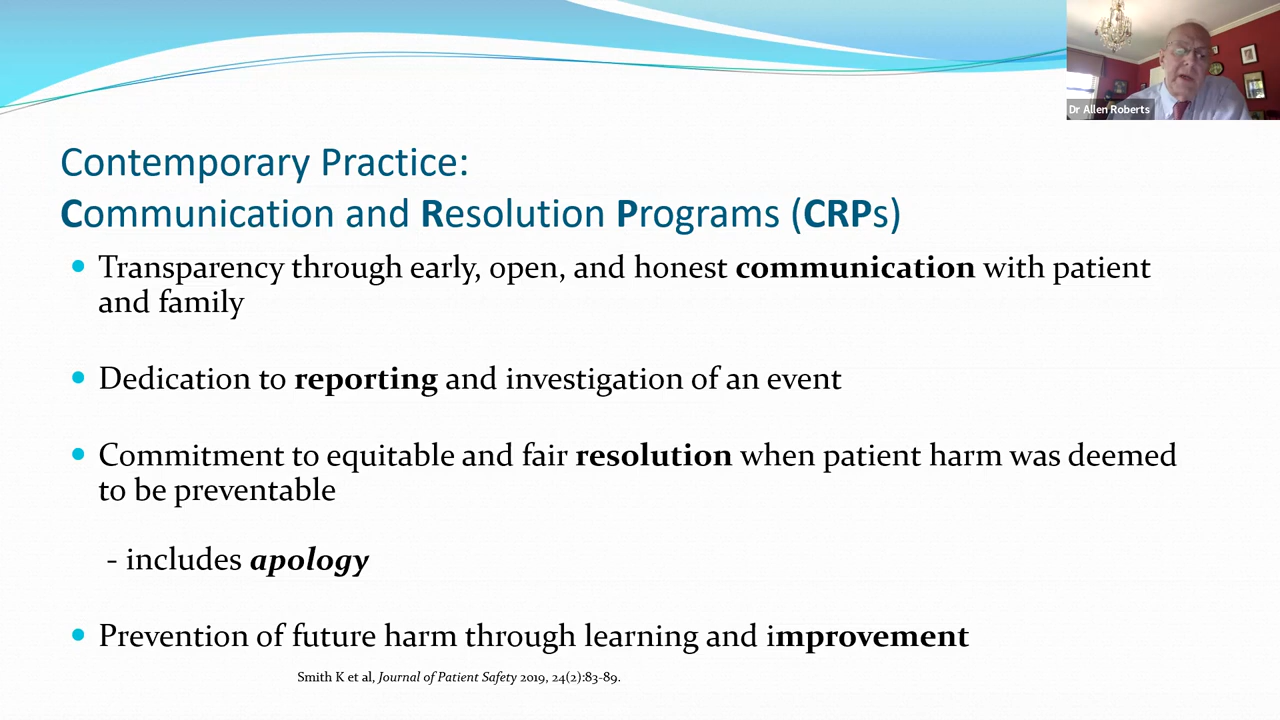 Dr Allen Roberts
Contemporary Practice:
Communication and Resolution Programs (CRPs)
• Transparency through early, open, and honest communication with patient
and family
• Dedication to reporting and investigation of an event
• Commitment to equitable and fair resolution when patient harm was deemed
to be preventable
- includes apology
• Prevention of future harm through learning and improvement
Smith K et al, Journal of Patient Safety 2019, 24(2):83-89.